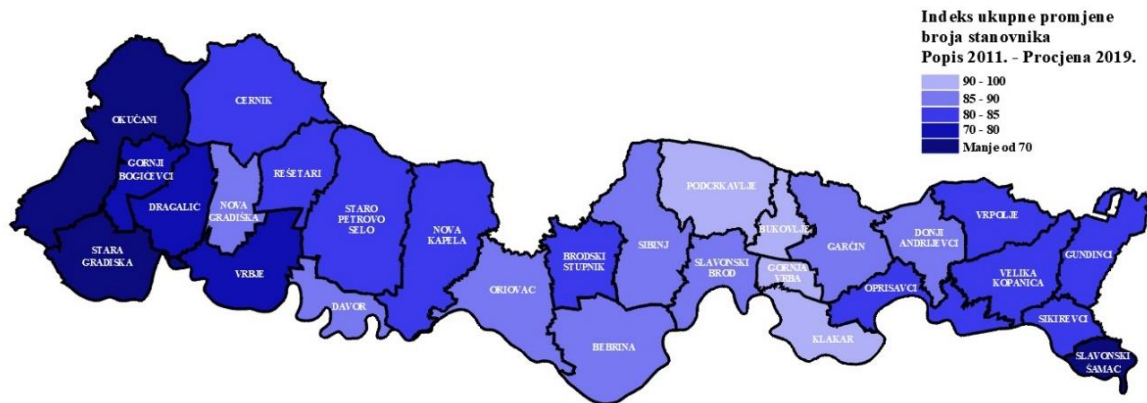 Indeks ukupne promjene
broja stanovnika
Popis 2011. - Procjena 2019.
90 - 100
85 - 90
80 - 85
70 - 80
Manje od 70
OKUČANI
CERNIK
GORNJI
BOGIĆEVCI
DRAGALIĆ
NOVA
GRADIŠKA
REŠETARI
STARA
GRADISKA
VRBJE
STARO
PETROVO
SELO
DAVOR
NOVA
KAPELA
ORIOVAC
BRODSKI
STUPNIK
BEBRINA
SIBINJ
PODCRKAVLJE
SLAVONSKI
BROD
BUKOVLJE
GORNJA
VRBA
KLAKAR
GARČIN
OPRISAVCI
DONJI
ANDRIJEVCI
VRPOLJE
VELIKA
KOPANICA
GUNDINCI
SIKIREVCI
SLAVONSKI
ŠAMAC